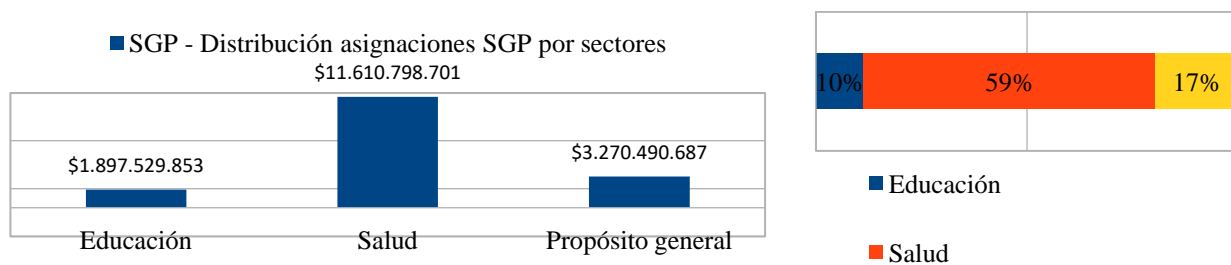 SGP - Distribución asignaciones SGP por sectores
$11.610.798.701
$1.897.529.853
$3.270.490.687
Educación
Salud
Propósito general
10%
59%
17%
Educación
Salud